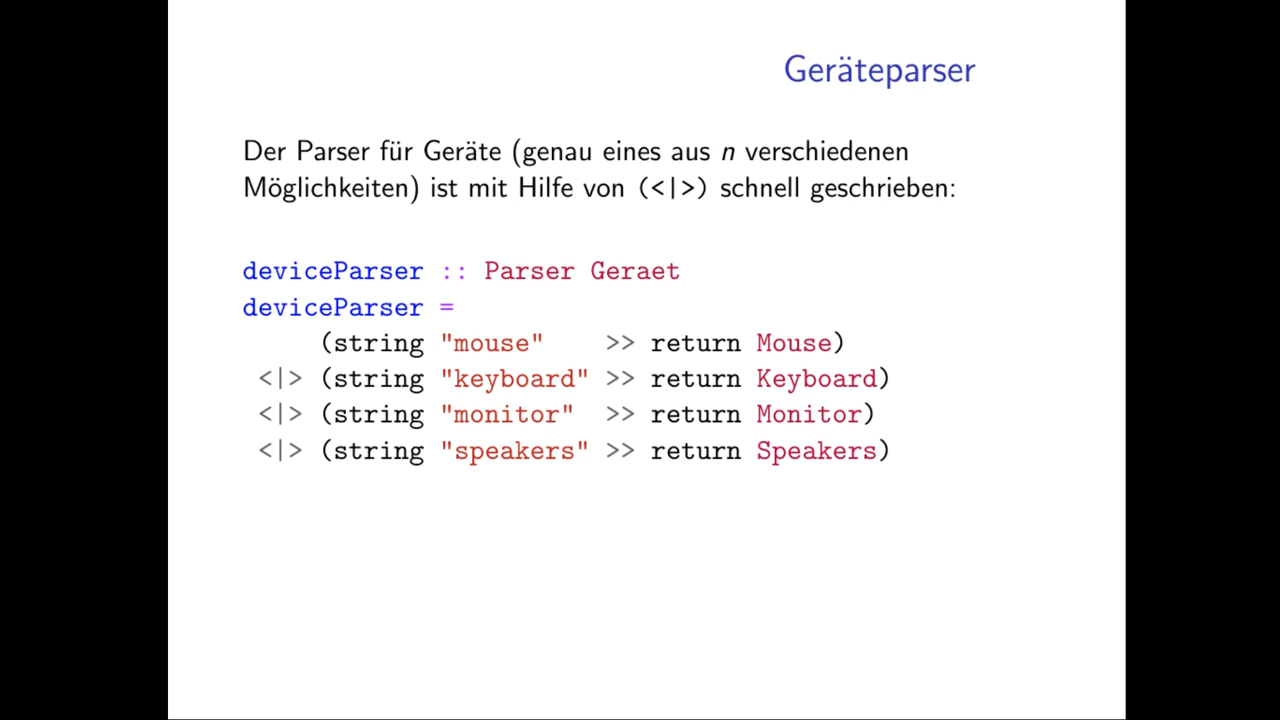 Geräteparser
Der Parser für Geräte (genau eines aus n verschiedenen
Möglichkeiten) ist mit Hilfe von (<|>) schnell geschrieben:
deviceParser :: Parser Geraet
deviceParser =
(string "mouse" >> return Mouse)
<|> (string "keyboard" >> return Keyboard)
<|> (string "monitor" >> return Monitor)
<|> (string "speakers" >> return Speakers)